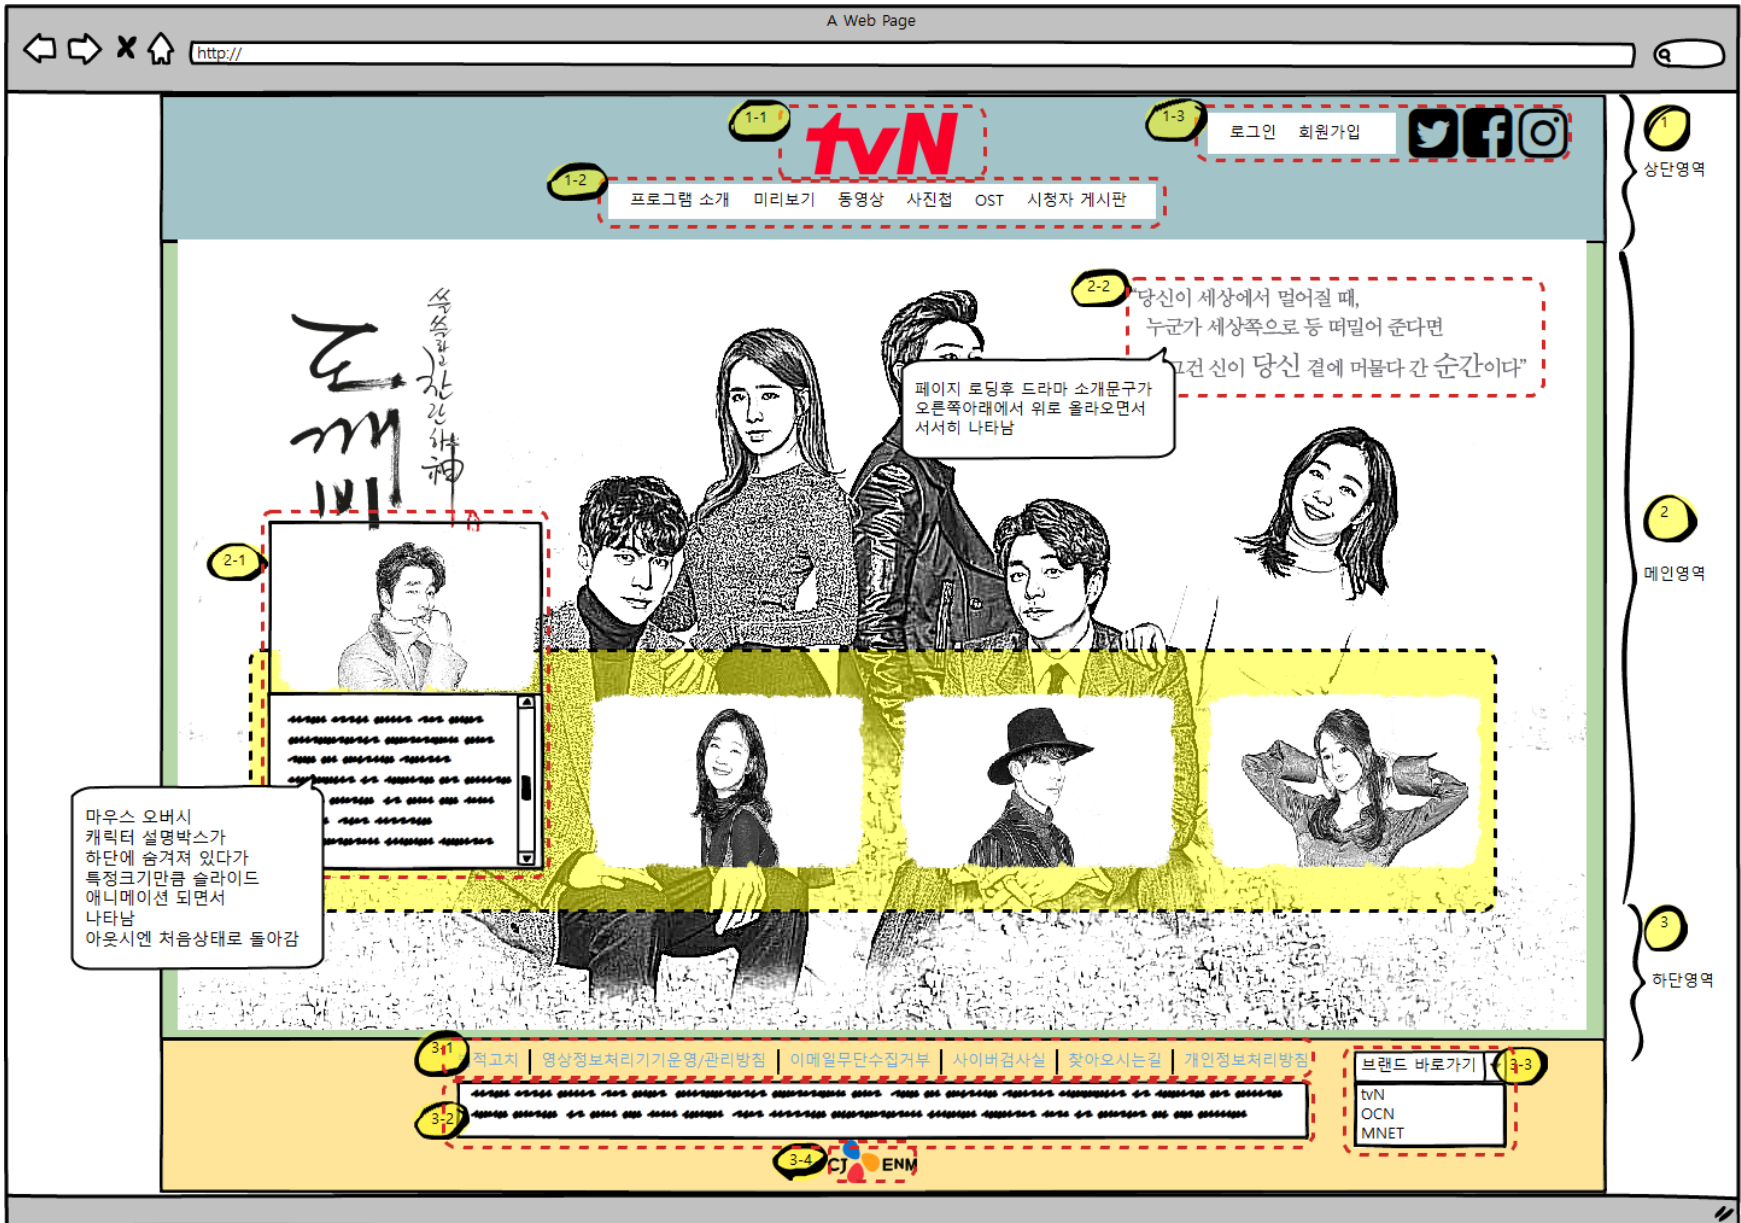 A Web Page
http://
1-1
tvN
1-3
로그인 회원가입
1
상단영역
1-2
프로그램 소개 미리보기 동영상 사진첩 OST 시청자 게시판
쓸쓸하고 찬란하神
도깨비
2-2
“당신이 세상에서 멀어질 때,
누군가 세상쪽으로 등 떠밀어 준다면
그건 신이 당신 곁에 머물다 간 순간이다”
페이지 로딩후 드라마 소개문구가
오른쪽아래에서 위로 올라오면서
서서히 나타남
2
메인영역
2-1
마우스 오버시
캐릭터 설명박스가
하단에 숨겨져 있다가
특정크기만큼 슬라이드
애니메이션 되면서
나타남
아웃시엔 처음상태로 돌아감
3
하단영역
3-1
적고치 | 영상정보처리기기운영/관리방침 | 이메일무단수집거부 | 사이버검사실 | 찾아오시는길 | 개인정보처리방침
3-2
브랜드 바로가기
3-3
tvN
OCN
MNET
3-4
CJ ENM